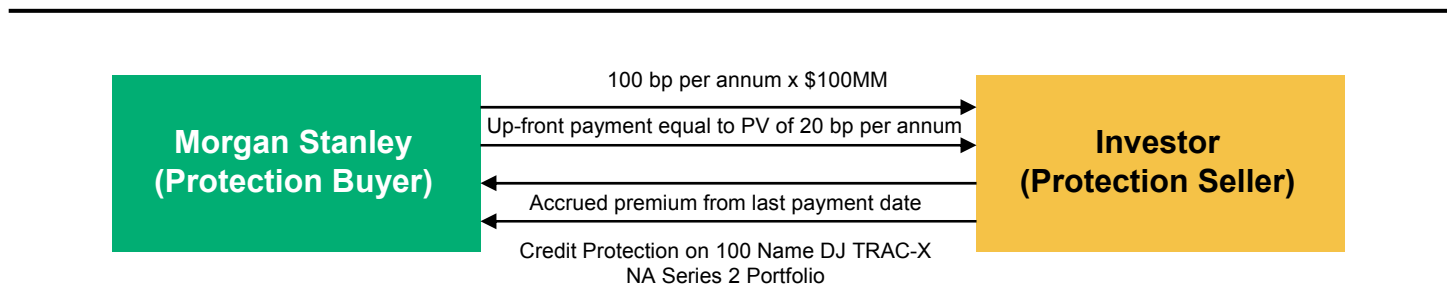 100 bp per annum x $100MM
Morgan Stanley
(Protection Buyer)
Up-front payment equal to PV of 20 bp per annum
Investor
(Protection Seller)
Accrued premium from last payment date
Credit Protection on 100 Name DJ TRAC-X
NA Series 2 Portfolio